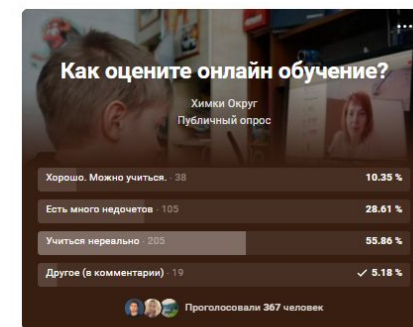 Как оцените онлайн обучение?
Химки Округ
Публичный опрос
Хорошо. Можно учиться. · 38 10.35 %
Есть много недочетов · 105 28.61 %
Учиться нереально · 205 55.86 %
Другое (в комментарии) · 19 ✓ 5.18 %
Проголосовали 367 человек